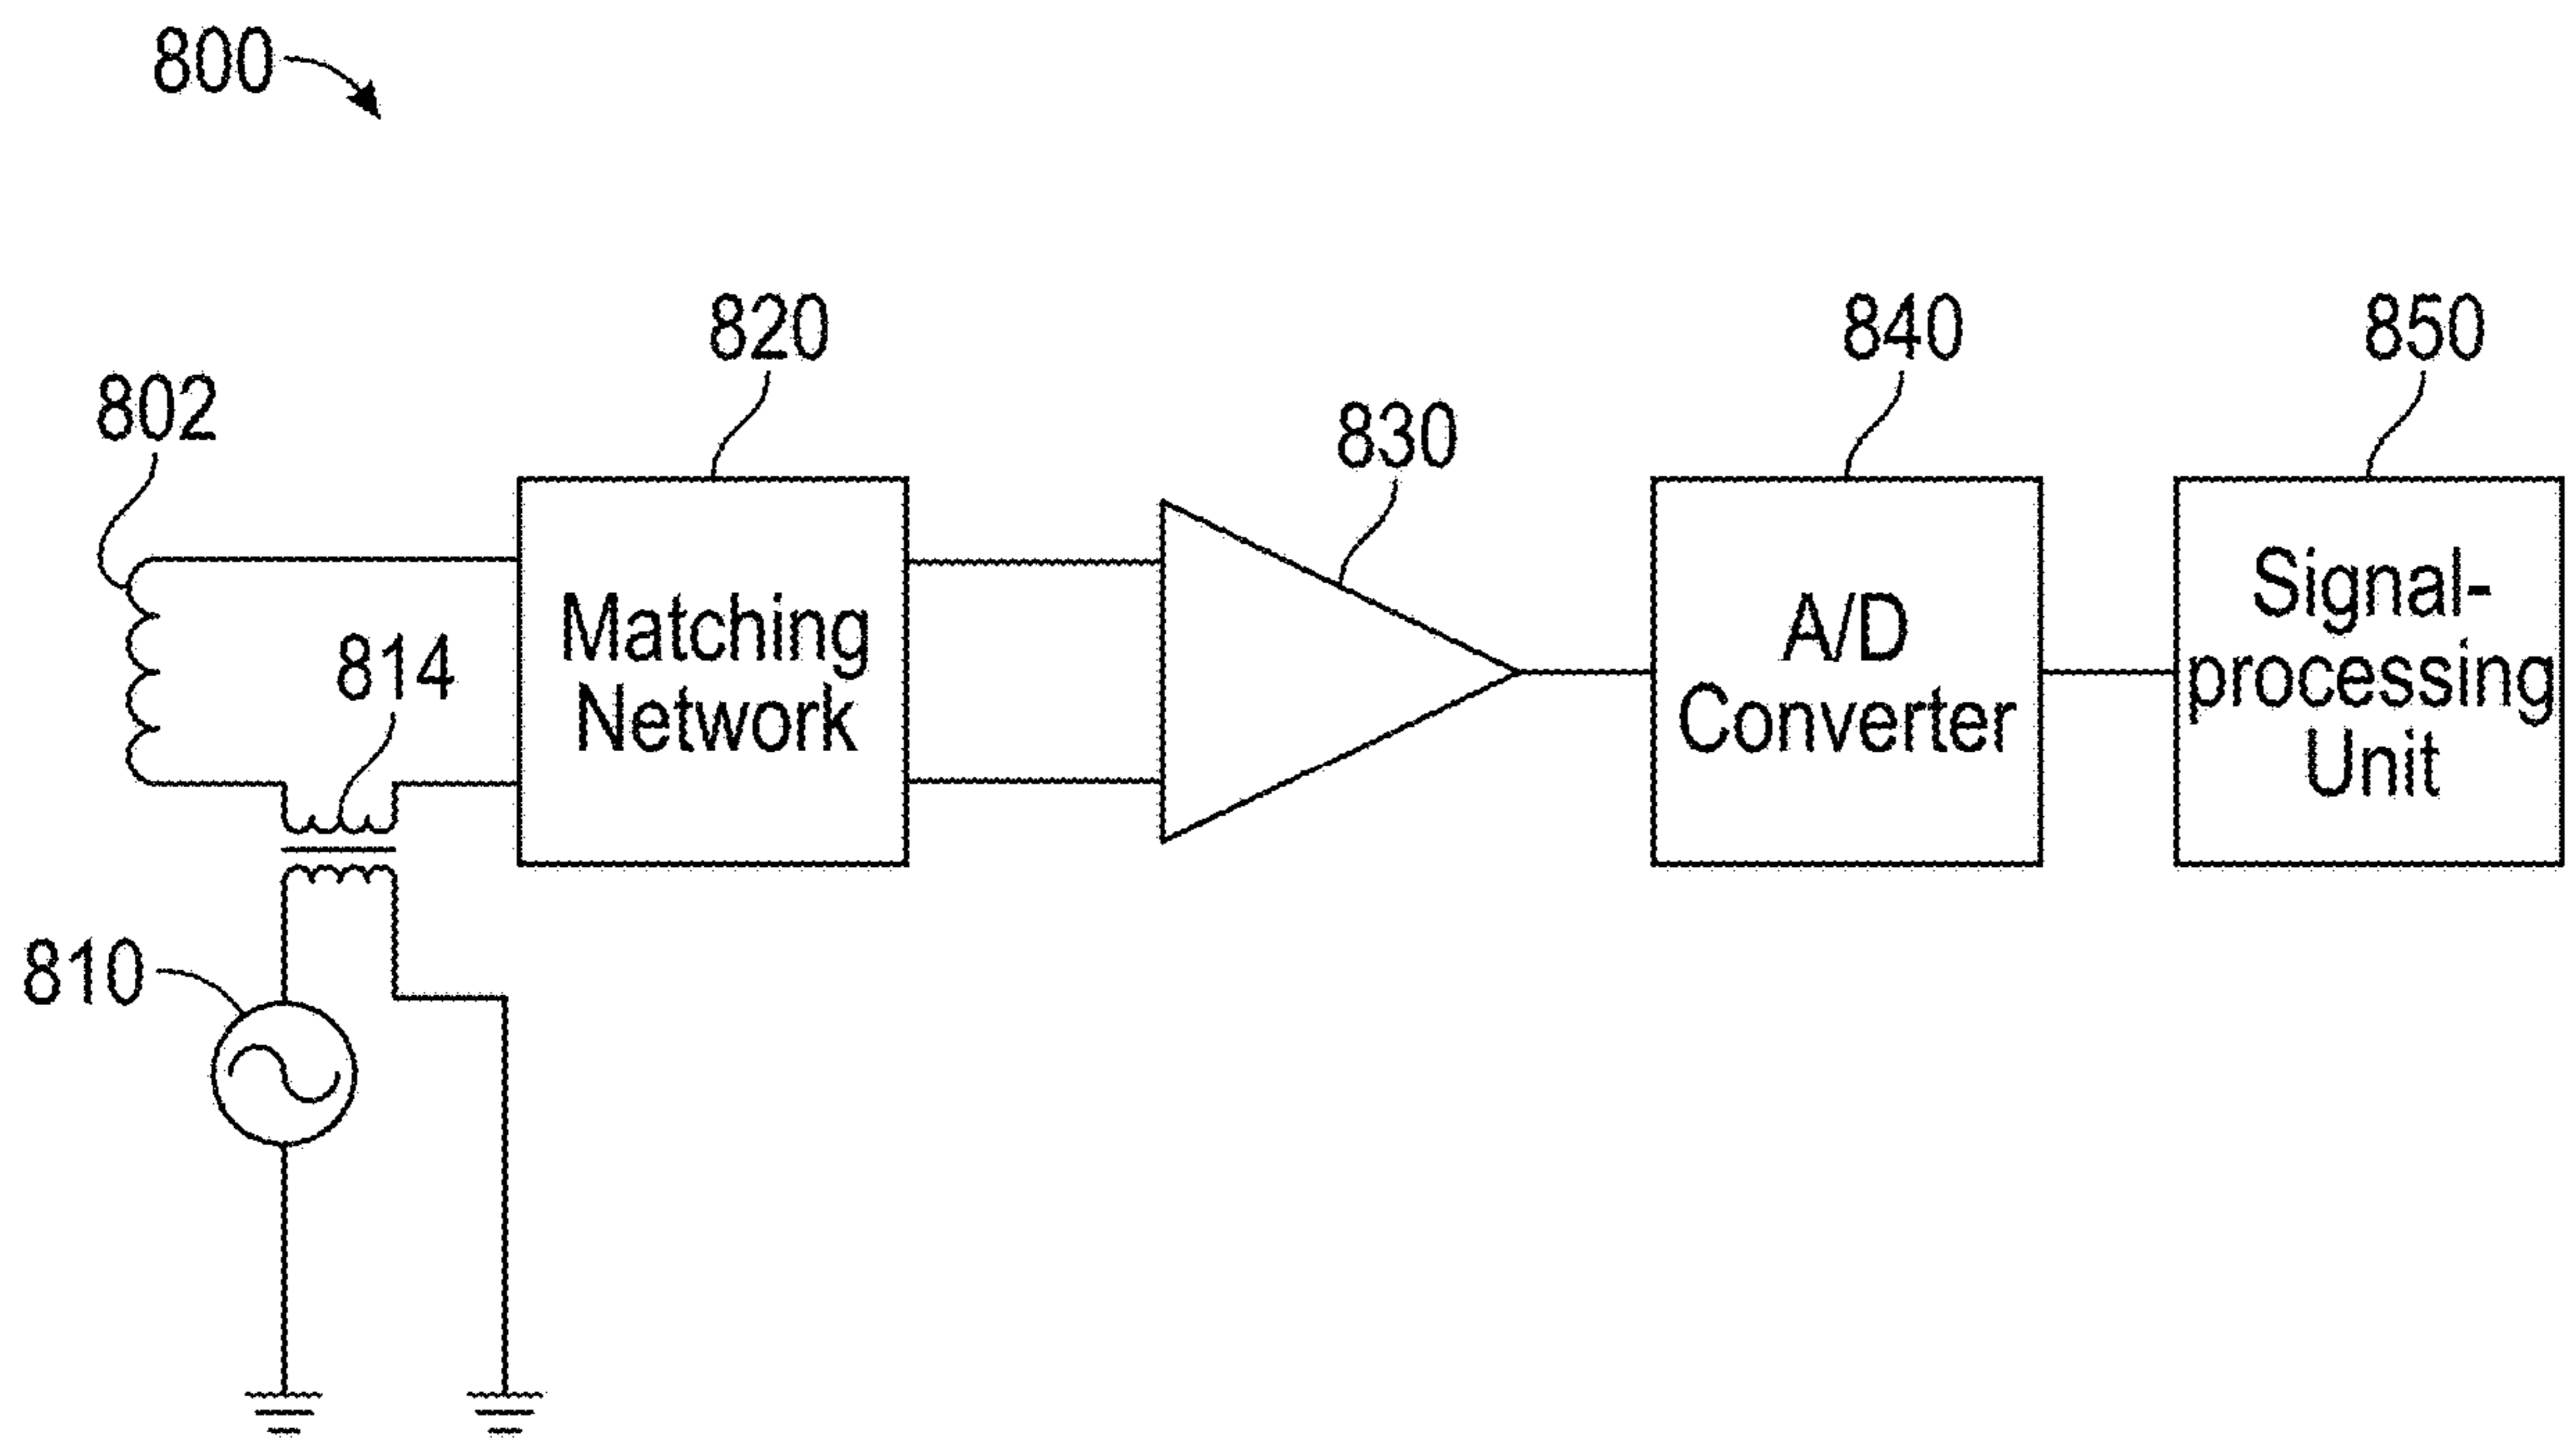 800
820
840
850
802
830
814
Matching
Network
A/D
Converter
Signal-
processing
Unit
810